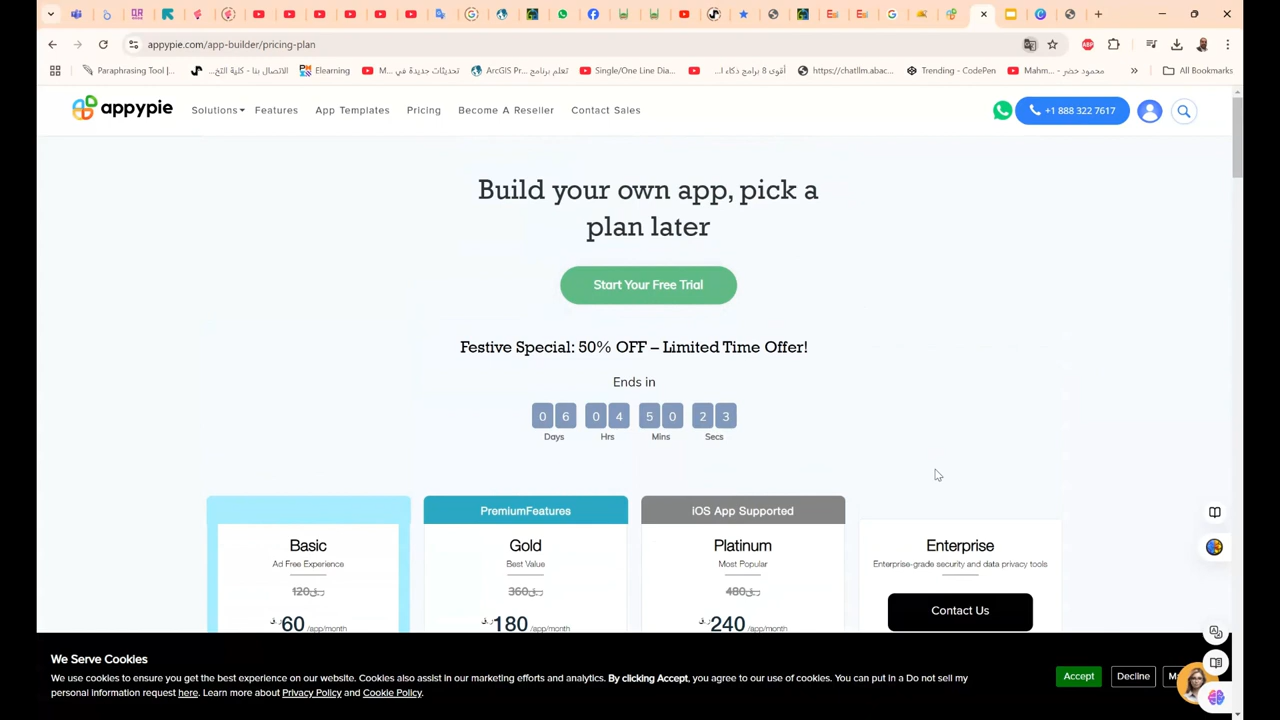 appypie.com/app-builder/pricing-plan
Paraphrasing Tool |...
الاتصال بنا - كلية التخ...
Elearning
تحديثات جديدة في ...M
تعلم برنامج ArcGIS Pr...
Single/One Line Dia...
أقوى 8 برامج ذكاء ا...
https://chatllm.abac...
Trending - CodePen
محمود خضر - Mahm...
All Bookmarks
appypie
Solutions
Features
App Templates
Pricing
Become A Reseller
Contact Sales
+1 888 322 7617
Build your own app, pick a
plan later
Start Your Free Trial
Festive Special: 50% OFF – Limited Time Offer!
Ends in
0 6 0 4 5 0 2 3
Days Hrs Mins Secs
PremiumFeatures
iOS App Supported
Basic
Ad Free Experience
ر.ق120
ر.ق60 /app/month
Gold
Best Value
ر.ق360
ر.ق180 /app/month
Platinum
Most Popular
ر.ق480
ر.ق240 /app/month
Enterprise
Enterprise-grade security and data privacy tools
Contact Us
We Serve Cookies
We use cookies to ensure you get the best experience on our website. Cookies also assist in our marketing efforts and analytics. By clicking Accept, you agree to our use of cookies. You can put in a Do not sell my
personal information request here. Learn more about Privacy Policy and Cookie Policy.
Accept
Decline